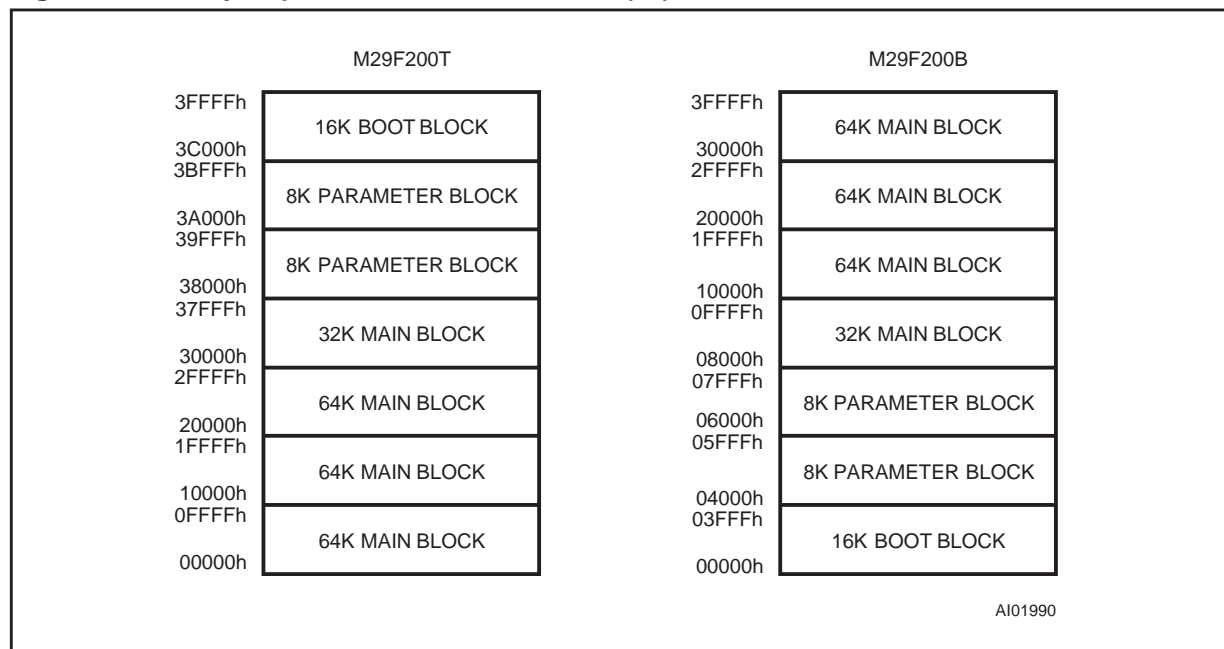 M29F200T
3FFFFh
16K BOOT BLOCK
3C000h
3BFFFh
8K PARAMETER BLOCK
3A000h
39FFFh
8K PARAMETER BLOCK
38000h
37FFFh
32K MAIN BLOCK
30000h
2FFFFh
64K MAIN BLOCK
20000h
1FFFFh
64K MAIN BLOCK
10000h
0FFFFh
64K MAIN BLOCK
00000h
M29F200B
3FFFFh
64K MAIN BLOCK
30000h
2FFFFh
64K MAIN BLOCK
20000h
1FFFFh
64K MAIN BLOCK
10000h
0FFFFh
32K MAIN BLOCK
08000h
07FFFh
8K PARAMETER BLOCK
06000h
05FFFh
8K PARAMETER BLOCK
04000h
03FFFh
16K BOOT BLOCK
00000h
AI01990